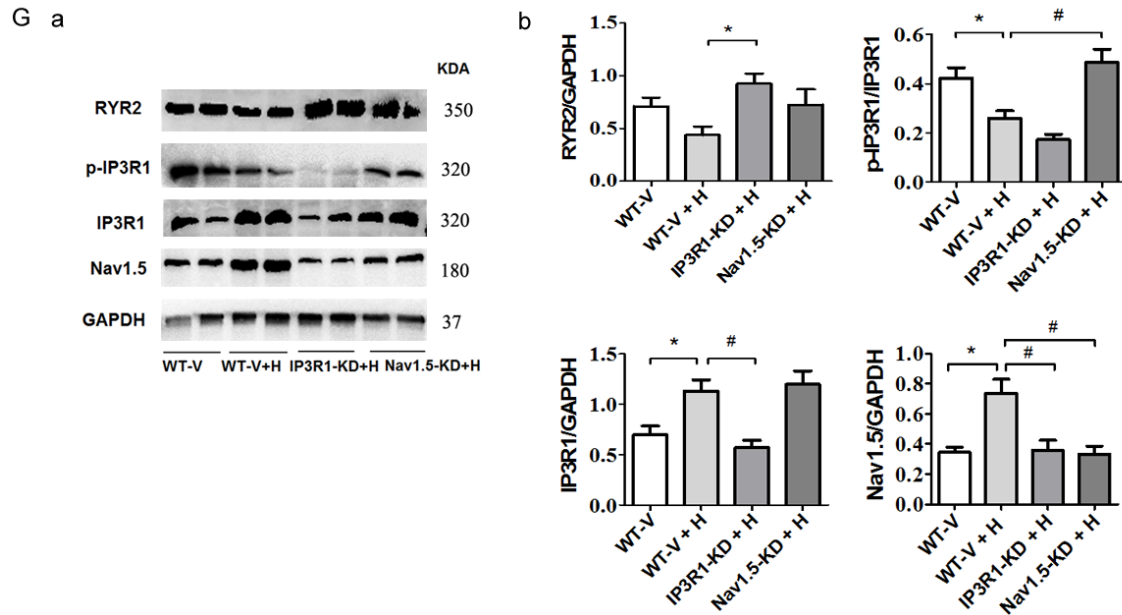 G a
KDA
RYR2 350
p-IP3R1 320
IP3R1 320
Nav1.5 180
GAPDH 37
WT-V WT-V+H IP3R1-KD+H Nav1.5-KD+H
b
RYR2/GAPDH
1.5
1.0
0.5
0.0
*
WT-V
WT-V + H
IP3R1-KD + H
Nav1.5-KD + H
p-IP3R1/IP3R1
0.6
0.4
0.2
0.0
* #
WT-V
WT-V + H
IP3R1-KD + H
Nav1.5-KD + H
IP3R1/GAPDH
1.5
1.0
0.5
0.0
* #
WT-V
WT-V + H
IP3R1-KD + H
Nav1.5-KD + H
Nav1.5/GAPDH
1.0
0.8
0.6
0.4
0.2
0.0
#
* #
WT-V
WT-V + H
IP3R1-KD + H
Nav1.5-KD + H